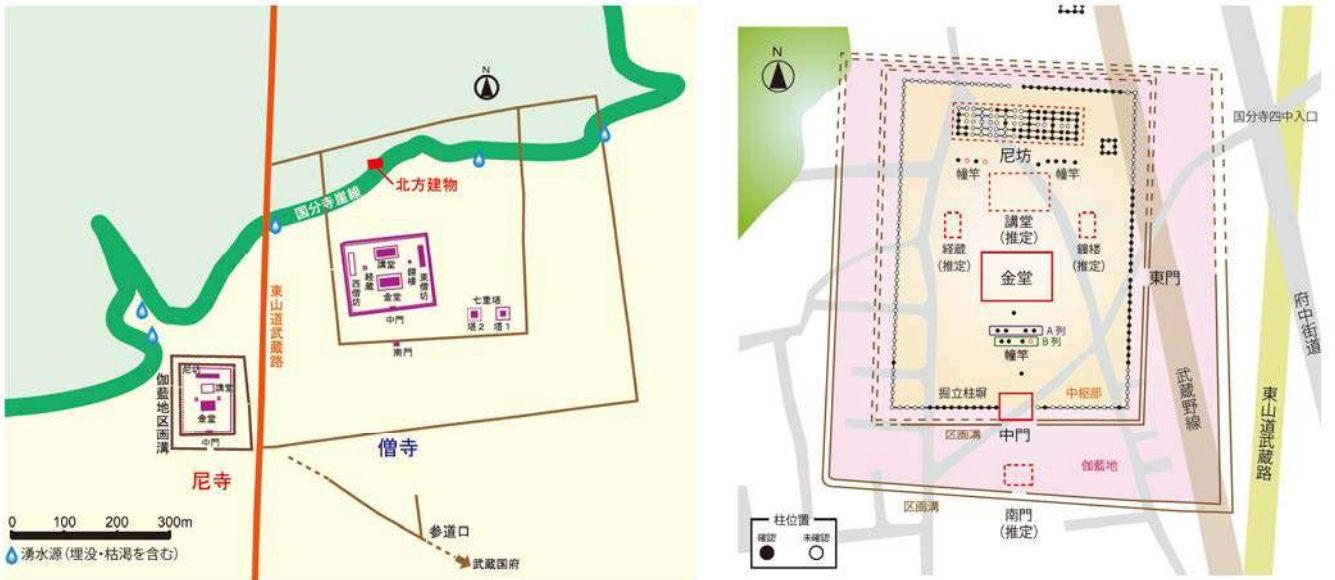 N
北方建物
国分寺崖線
講堂
鐘楼
経蔵
東僧坊
西僧坊
金堂
中門
七重塔
塔2
塔1
南門
東山道武蔵路
尼坊
講堂
金堂
中門
伽藍地区画溝
尼寺
僧寺
0 100 200 300m
湧水源(埋没・枯渇を含む)
参道口
武蔵国府
N
国分寺四中入口
尼坊
幢竿
幢竿
講堂
(推定)
経蔵
(推定)
鐘楼
(推定)
金堂
東門
A列
B列
幢竿
掘立柱塀
中枢部
中門
区画溝
伽藍地
区画溝
南門
(推定)
武蔵野線
東山道武蔵路
府中街道
柱位置
確認
未確認